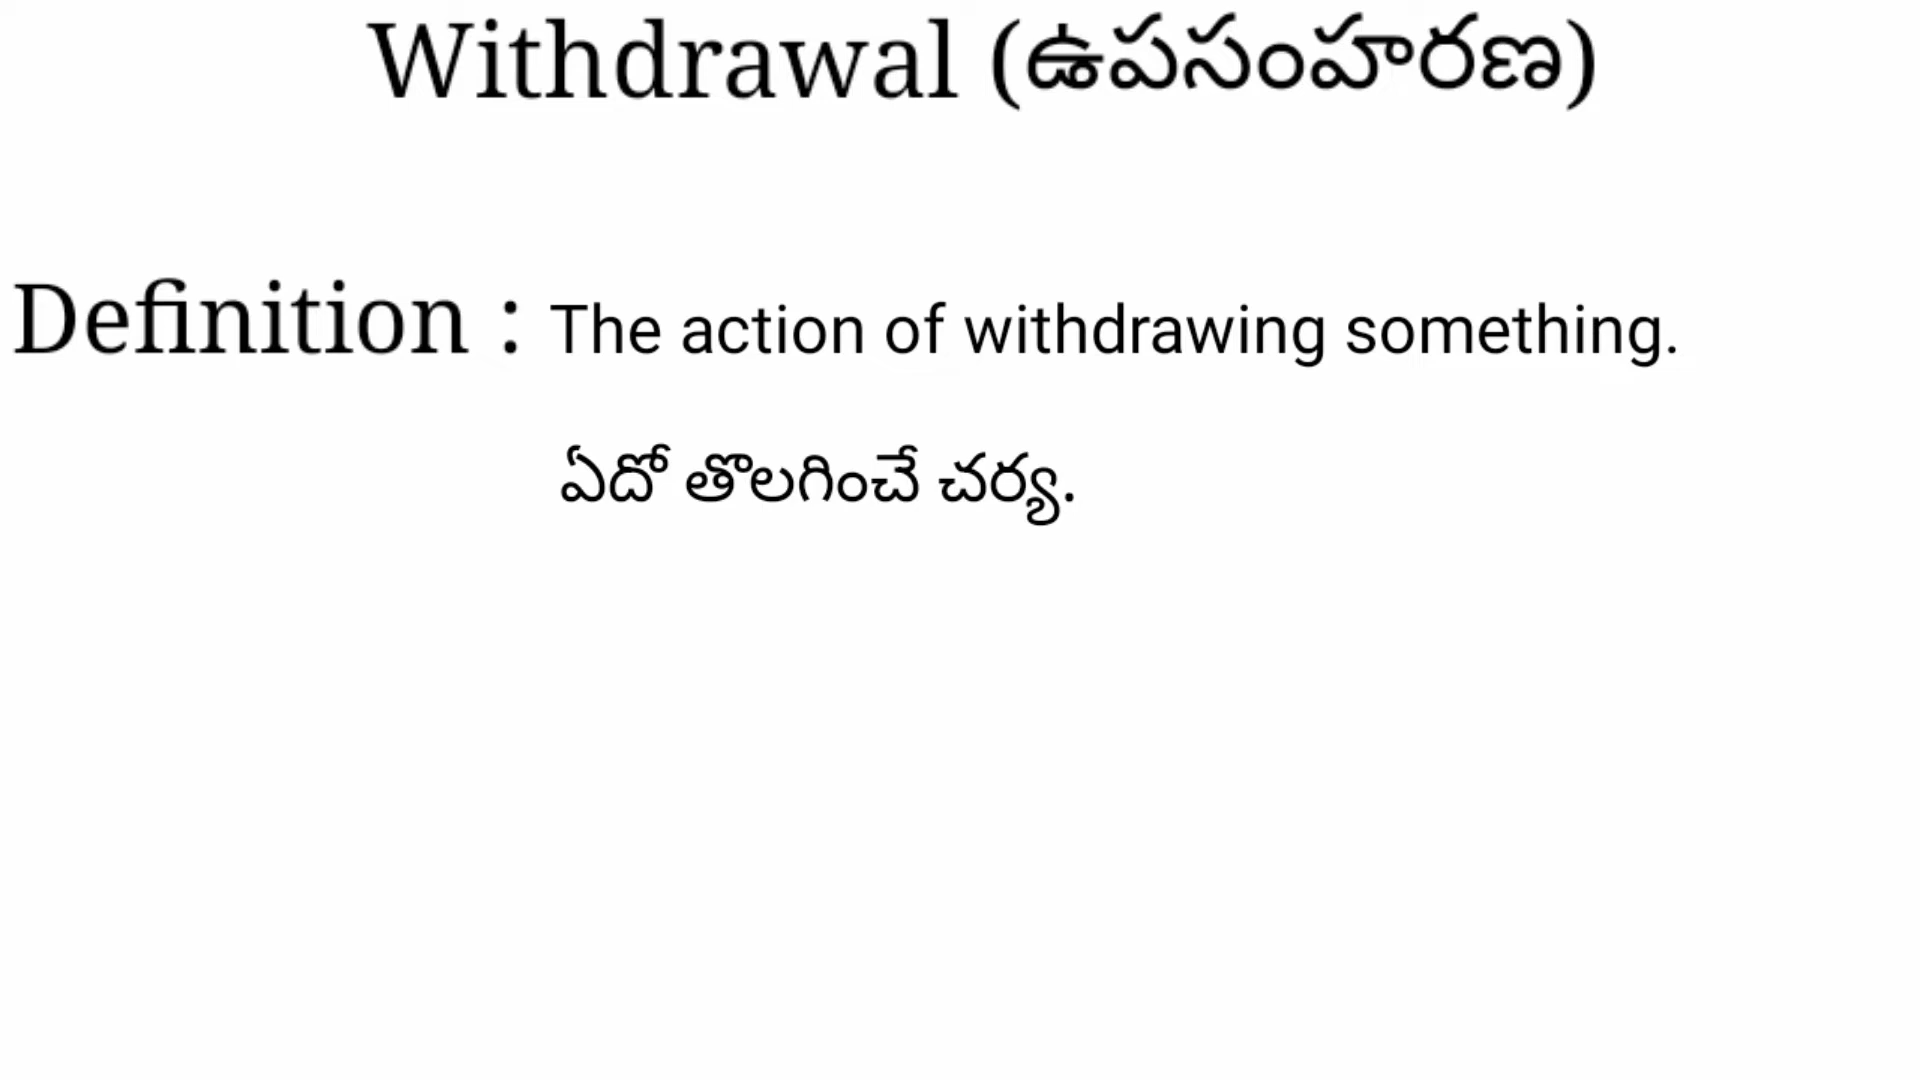 Withdrawal (ఉపసంహరణ)
Definition : The action of withdrawing something.
ఏదో తొలగించే చర్య.